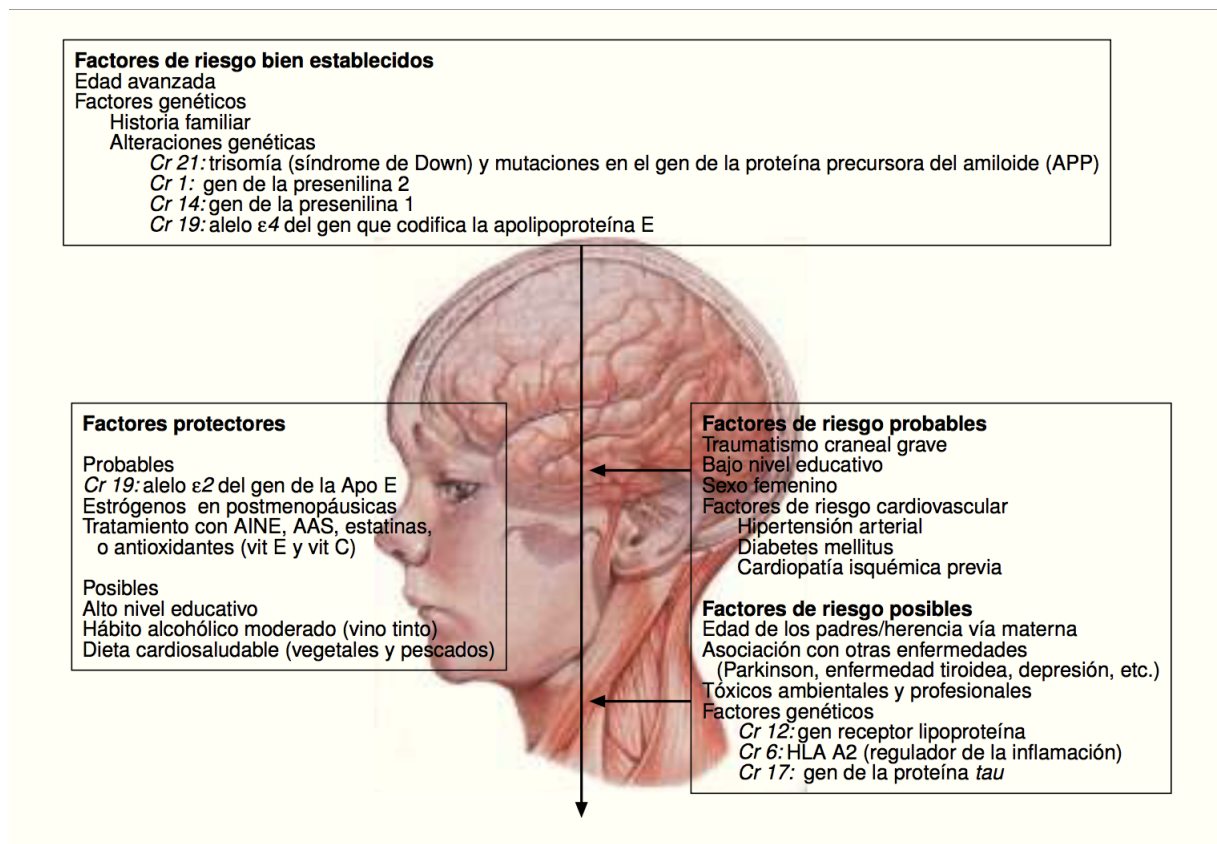 Factores de riesgo bien establecidos
Edad avanzada
Factores genéticos
Historia familiar
Alteraciones genéticas
Cr 21: trisomía (síndrome de Down) y mutaciones en el gen de la proteína precursora del amiloide (APP)
Cr 1: gen de la presenilina 2
Cr 14: gen de la presenilina 1
Cr 19: alelo ε4 del gen que codifica la apolipoproteína E
Factores protectores
Probables
Cr 19: alelo ε2 del gen de la Apo E
Estrógenos en postmenopáusicas
Tratamiento con AINE, AAS, estatinas,
o antioxidantes (vit E y vit C)
Posibles
Alto nivel educativo
Hábito alcohólico moderado (vino tinto)
Dieta cardiosaludable (vegetales y pescados)
Factores de riesgo probables
Traumatismo craneal grave
Bajo nivel educativo
Sexo femenino
Factores de riesgo cardiovascular
Hipertensión arterial
Diabetes mellitus
Cardiopatía isquémica previa
Factores de riesgo posibles
Edad de los padres/herencia vía materna
Asociación con otras enfermedades
(Parkinson, enfermedad tiroidea, depresión, etc.)
Tóxicos ambientales y profesionales
Factores genéticos
Cr 12: gen receptor lipoproteína
Cr 6: HLA A2 (regulador de la inflamación)
Cr 17: gen de la proteína tau